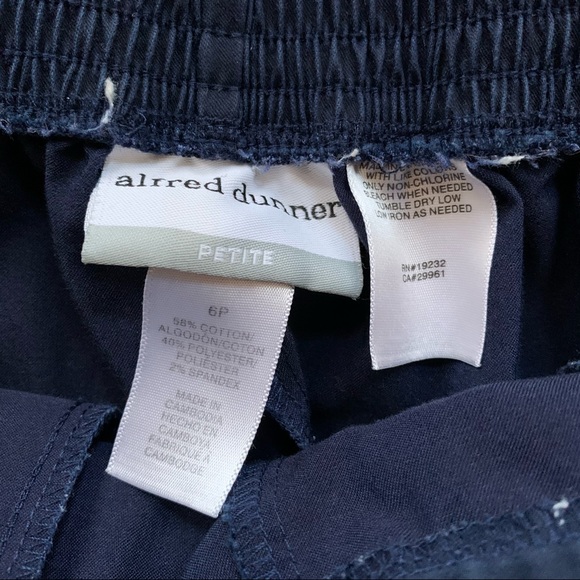 alfred dunner
PETITE
6P
58% COTTON/
ALGODÓN/COTON
40% POLYESTER/
POLIÉSTER
2% SPANDEX
MADE IN
CAMBODIA
HECHO EN
CAMBOYA
FABRIQUÉ À
CAMBODGE
WITH LIKE COLORS
ONLY NON-CHLORINE
BLEACH WHEN NEEDED
TUMBLE DRY LOW
IRON AS NEEDED
RN#19232
CA#29961